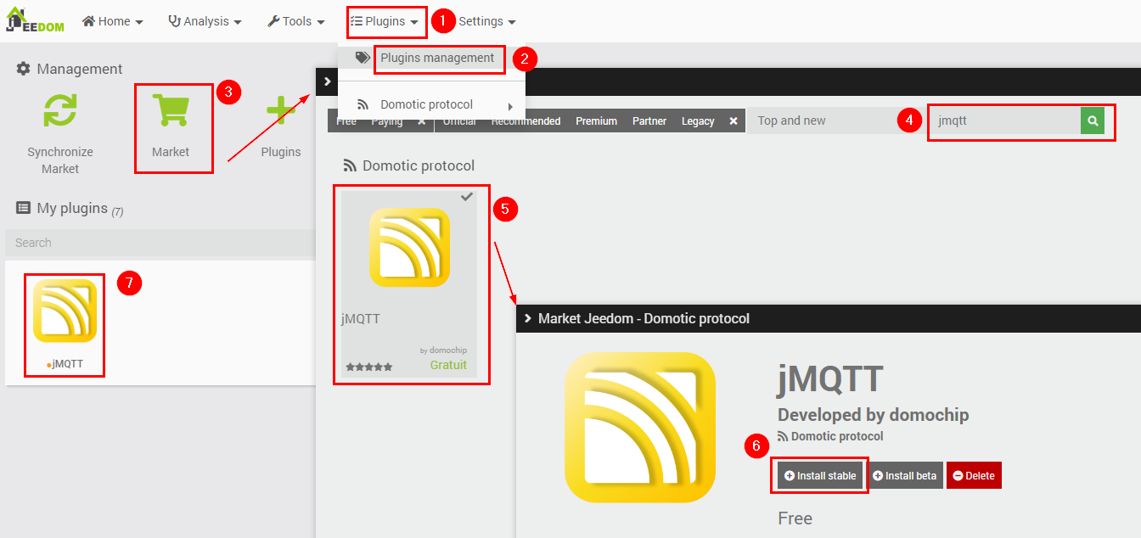 JEEDOM Home Analysis Tools Plugins 1 Settings
Plugins management 2
Management
3
Domotic protocol
Free Paying Official Recommended Premium Partner Legacy Top and new 4 jmqtt
Synchronize
Market
Market
Plugins
Domotic protocol
My plugins (7)
5
Search
7
jMQTT
jMQTT
by domochip
Gratuit
Market Jeedom - Domotic protocol
jMQTT
Developed by domochip
Domotic protocol
6
Install stable Install beta Delete
Free